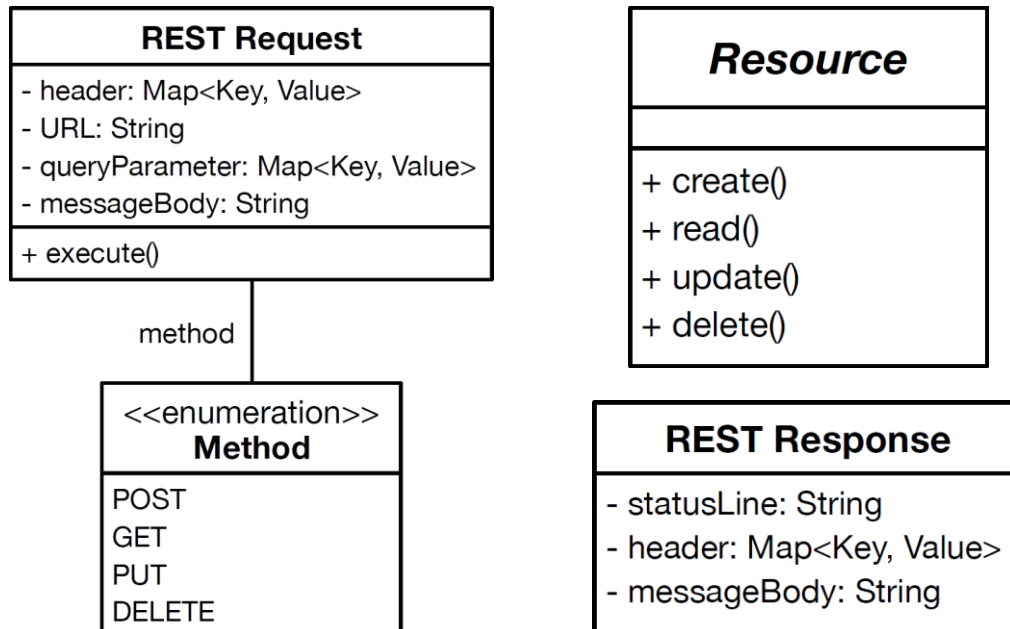 REST Request
- header: Map<Key, Value>
- URL: String
- queryParameter: Map<Key, Value>
- messageBody: String
+ execute()
method
<<enumeration>>
Method
POST
GET
PUT
DELETE
Resource
+ create()
+ read()
+ update()
+ delete()
REST Response
- statusLine: String
- header: Map<Key, Value>
- messageBody: String